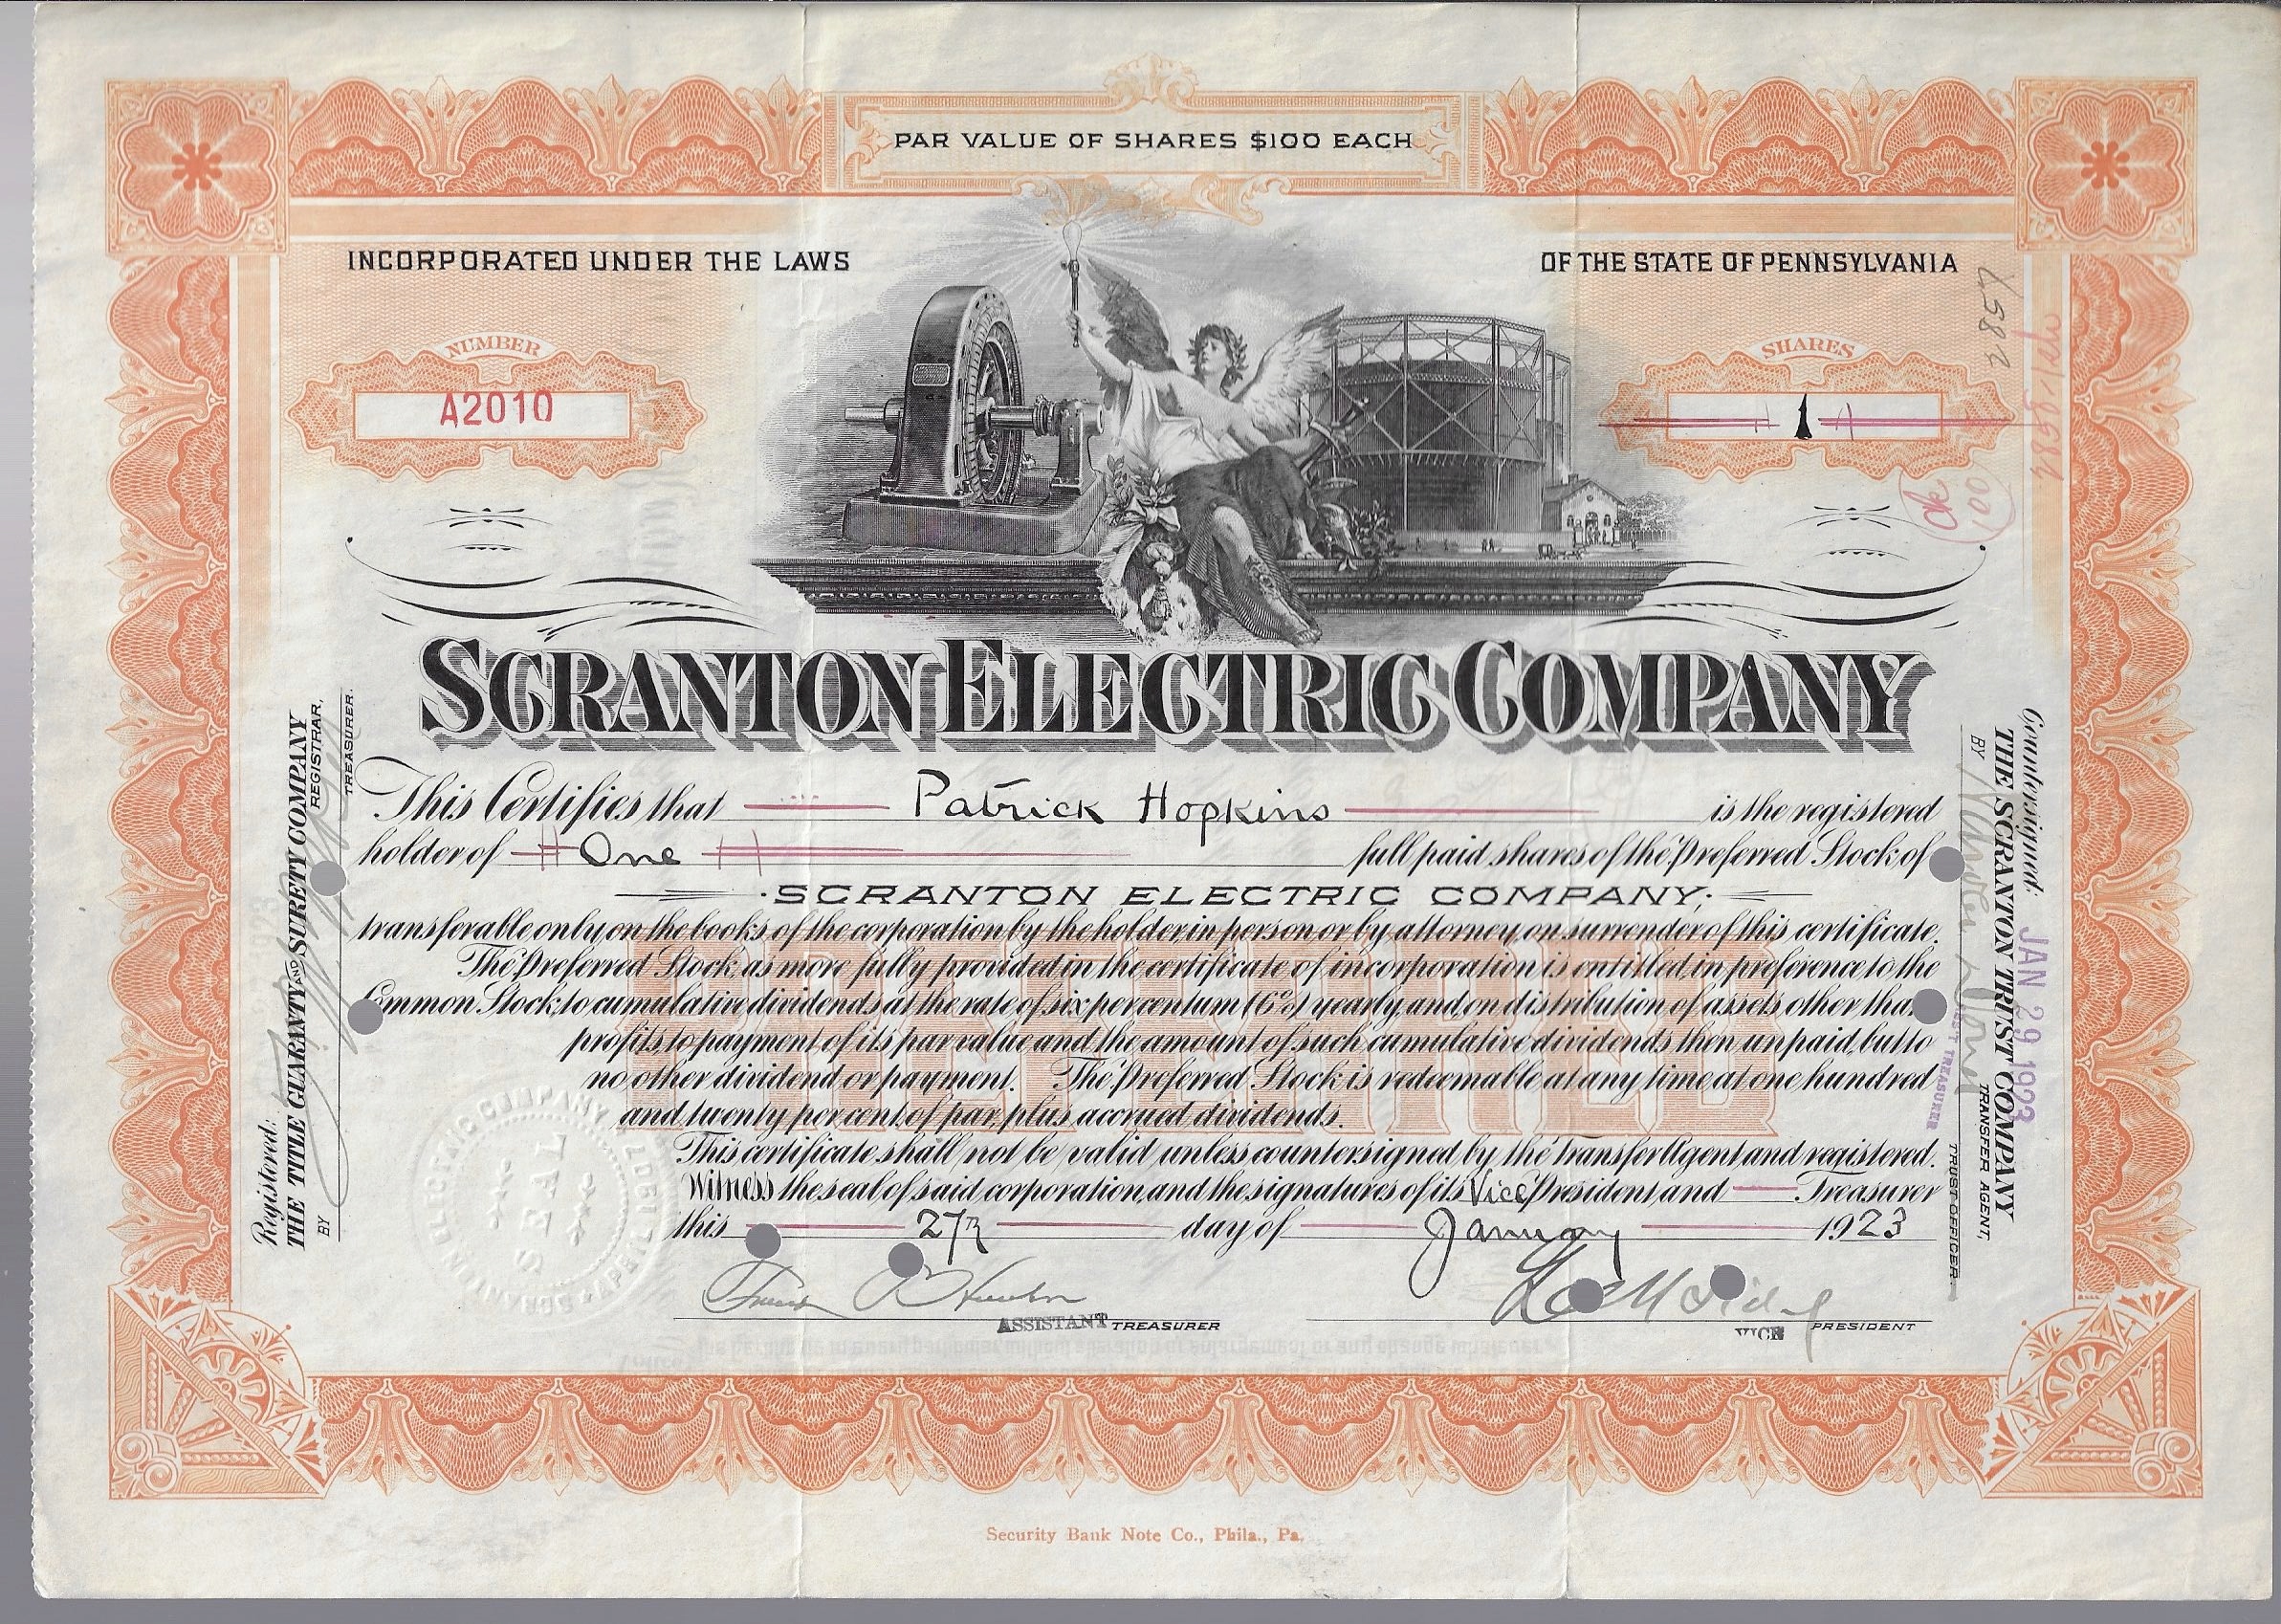 PAR VALUE OF SHARES $100 EACH
INCORPORATED UNDER THE LAWS OF THE STATE OF PENNSYLVANIA
NUMBER
A2010
SHARES
1
6582
ok
100
SCRANTON ELECTRIC COMPANY
This Certifies that Patrick Hopkins is the registered
holder of One full paid shares of the Preferred Stock of
SCRANTON ELECTRIC COMPANY,
transferable only on the books of the corporation by the holder, in person or by attorney, on surrender of this certificate.
The Preferred Stock, as more fully provided in the certificate of incorporation is entitled, in preference to the
Common Stock, to cumulative dividends at the rate of six per centum (6%) yearly, and, on distribution of assets other than
profits, to payment of its par value and the amount of such cumulative dividends then unpaid, but to
no other dividend or payment. The Preferred Stock is redeemable at any time at one hundred
and twenty per cent, of par, plus accrued dividends.
This certificate shall not be valid unless countersigned by the Transfer Agent and registered.
Witness the seal of said corporation, and the signatures of its Vice President, and Treasurer
this 27th day of January 1923
ASSISTANT TREASURER
VICE PRESIDENT
PREFERRED
SCRANTON ELECTRIC COMPANY
APRIL 1907
SEAL
Registered:
THE TITLE GUARANTY AND SURETY COMPANY
REGISTRAR,
BY
TREASURER.
Countersigned:
JAN 29 1923
THE SCRANTON TRUST COMPANY
TRANSFER AGENT,
BY
TRUST OFFICER.
ASST TREASURER
Security Bank Note Co., Phila., Pa.